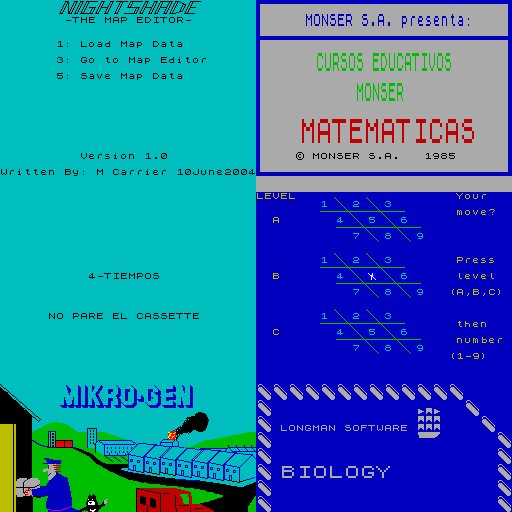 NIGHTSHADE
-THE MAP EDITOR-
1: Load Map Data
3: Go to Map Editor
5: Save Map Data
Version 1.0
Written By: M Carrier 10June2004
MONSER S.A. presenta:
CURSOS EDUCATIVOS
MONSER
MATEMATICAS
© MONSER S.A. 1985
4-TIEMPOS
NO PARE EL CASSETTE
MIKRO-GEN
LEVEL
A
1 2 3
4 5 6
7 8 9
B
1 2 3
4 Y 6
7 8 9
C
1 2 3
4 5 6
7 8 9
Your
move?
Press
level
(A,B,C)
then
number
(1-9)
LONGMAN SOFTWARE
BIOLOGY